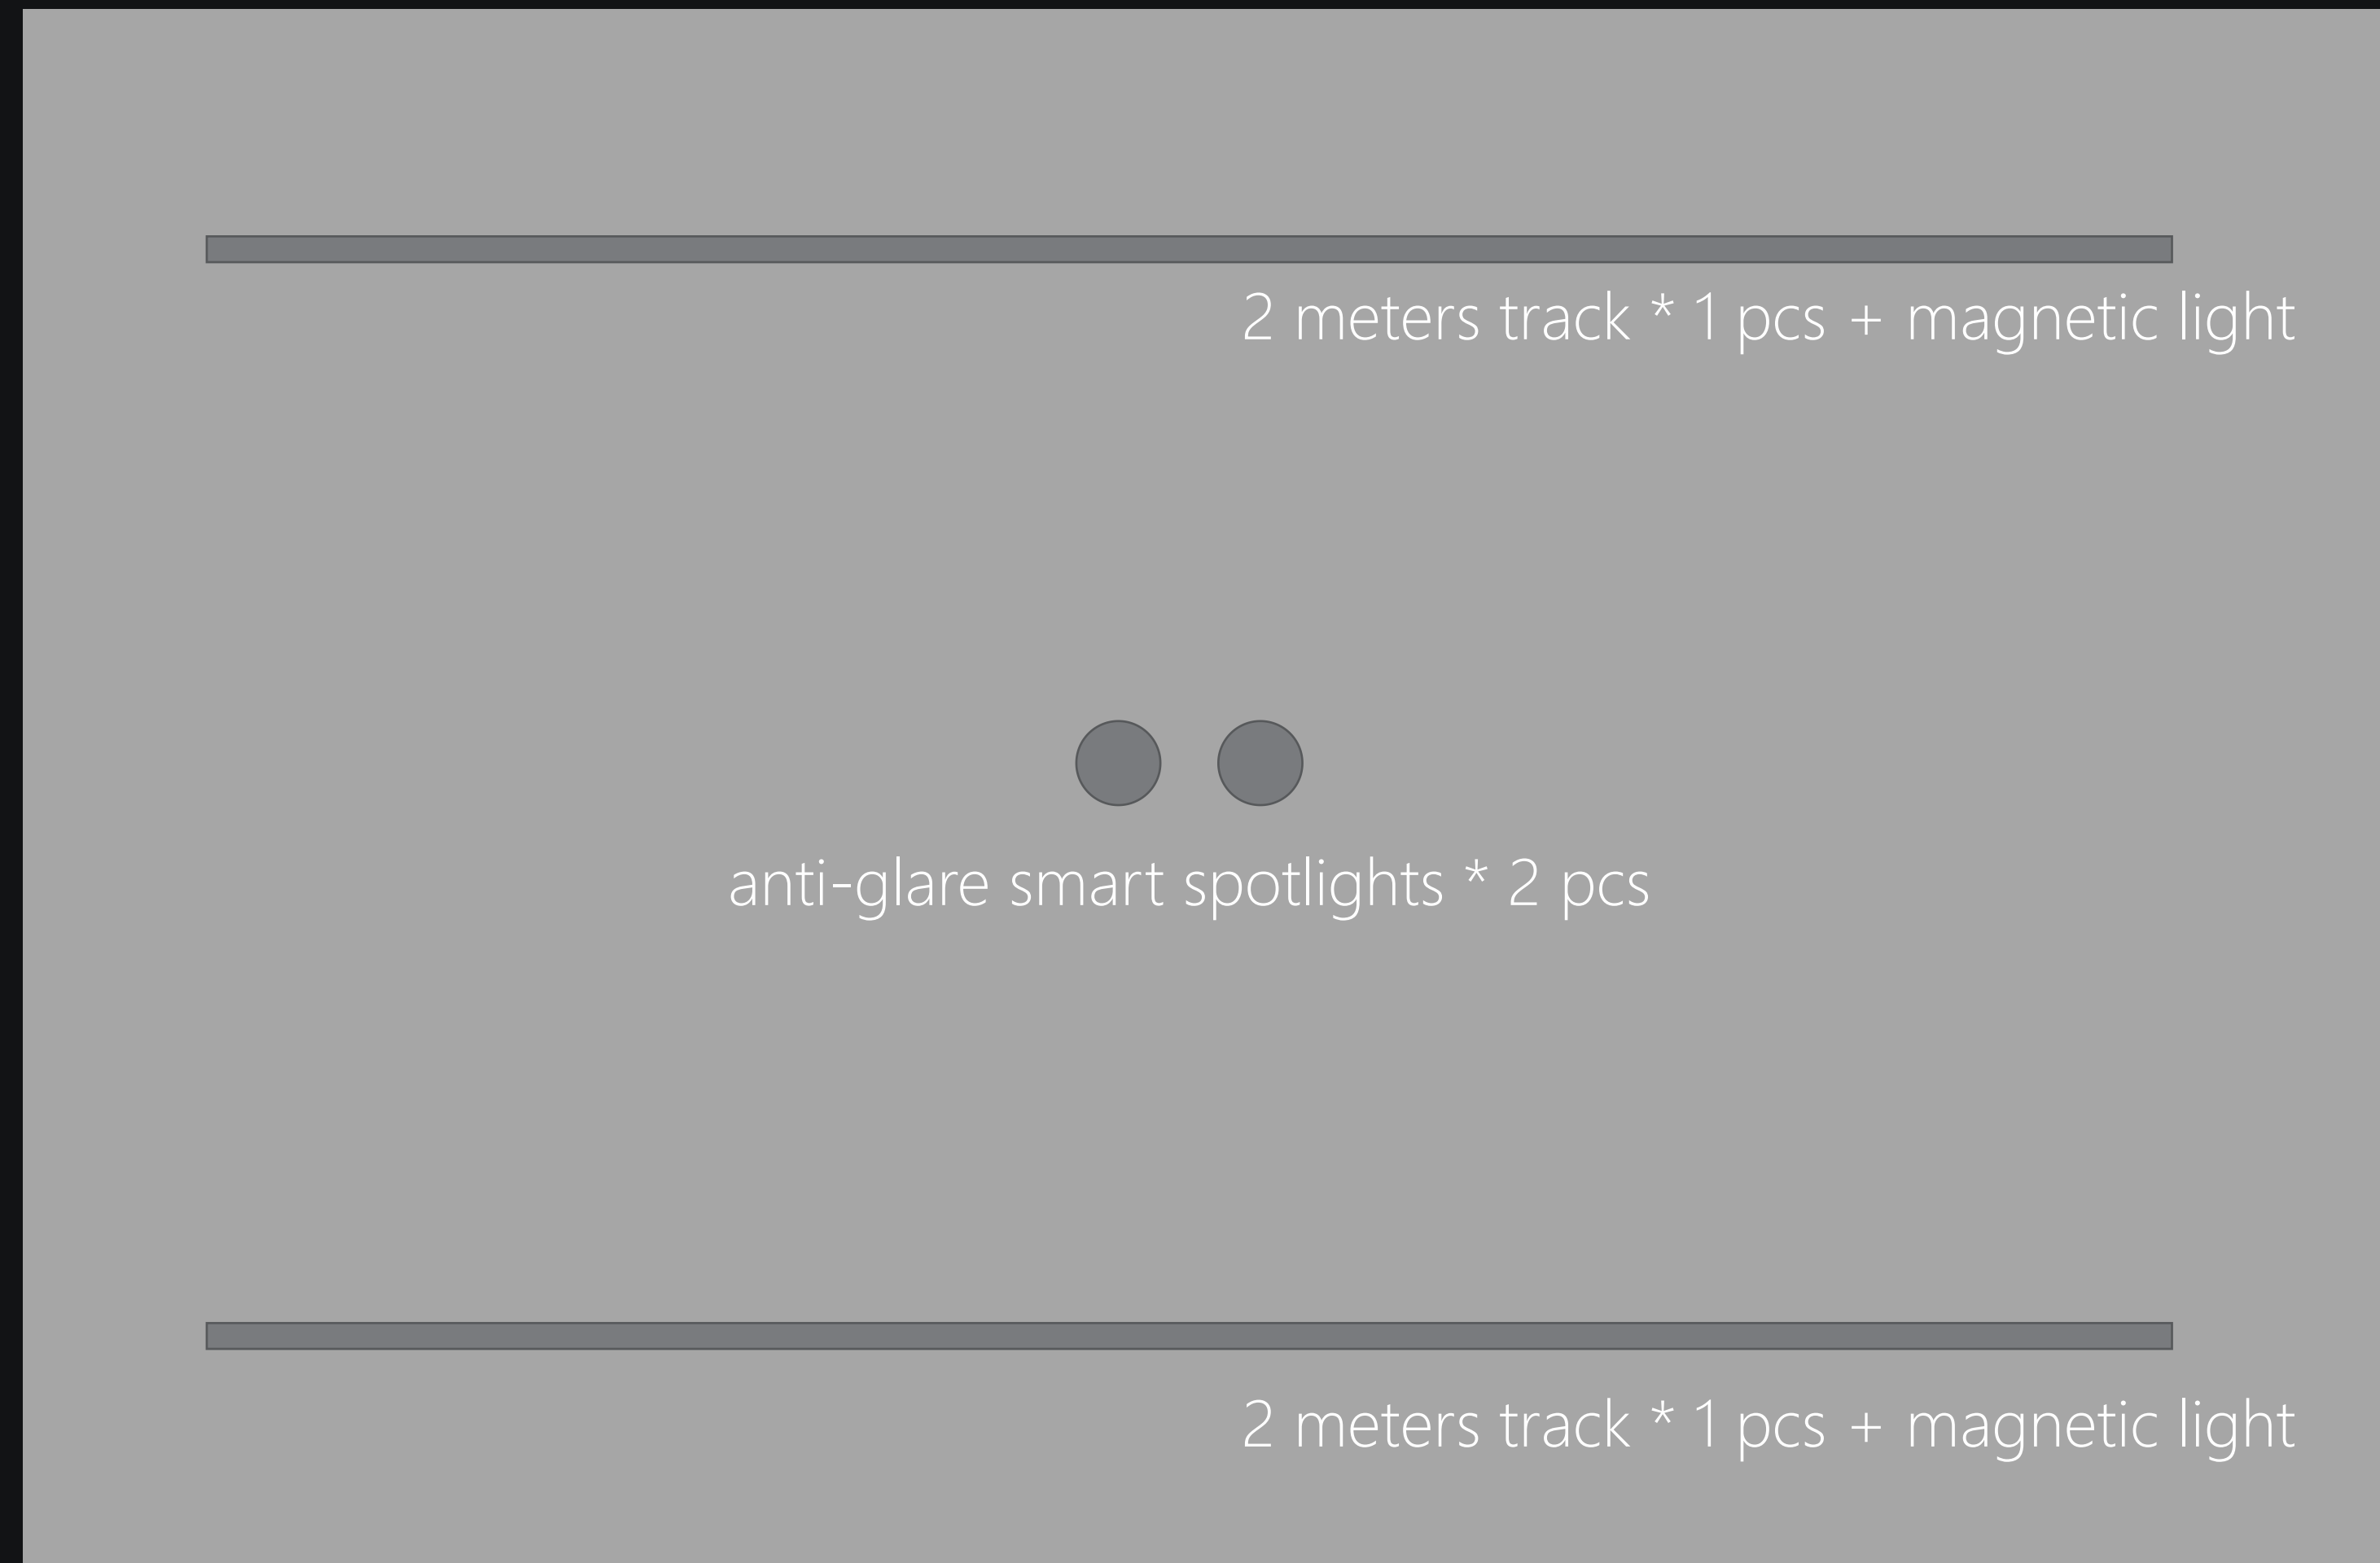 2 meters track * 1 pcs + magnetic light
anti-glare smart spotlights * 2 pcs
2 meters track * 1 pcs + magnetic light